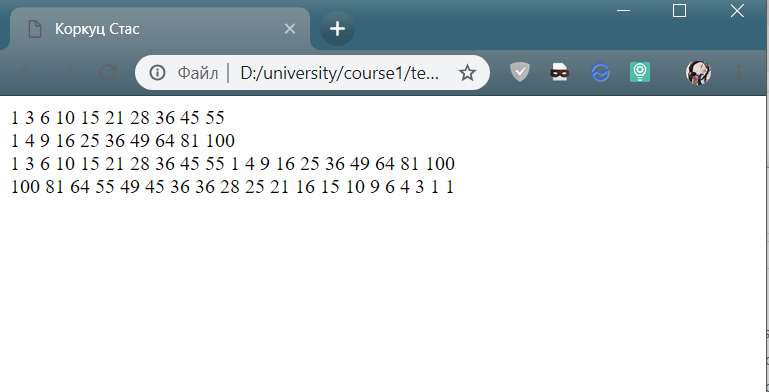 Коркуц Стас
Файл | D:/university/course1/te...
1 3 6 10 15 21 28 36 45 55
1 4 9 16 25 36 49 64 81 100
1 3 6 10 15 21 28 36 45 55 1 4 9 16 25 36 49 64 81 100
100 81 64 55 49 45 36 36 28 25 21 16 15 10 9 6 4 3 1 1